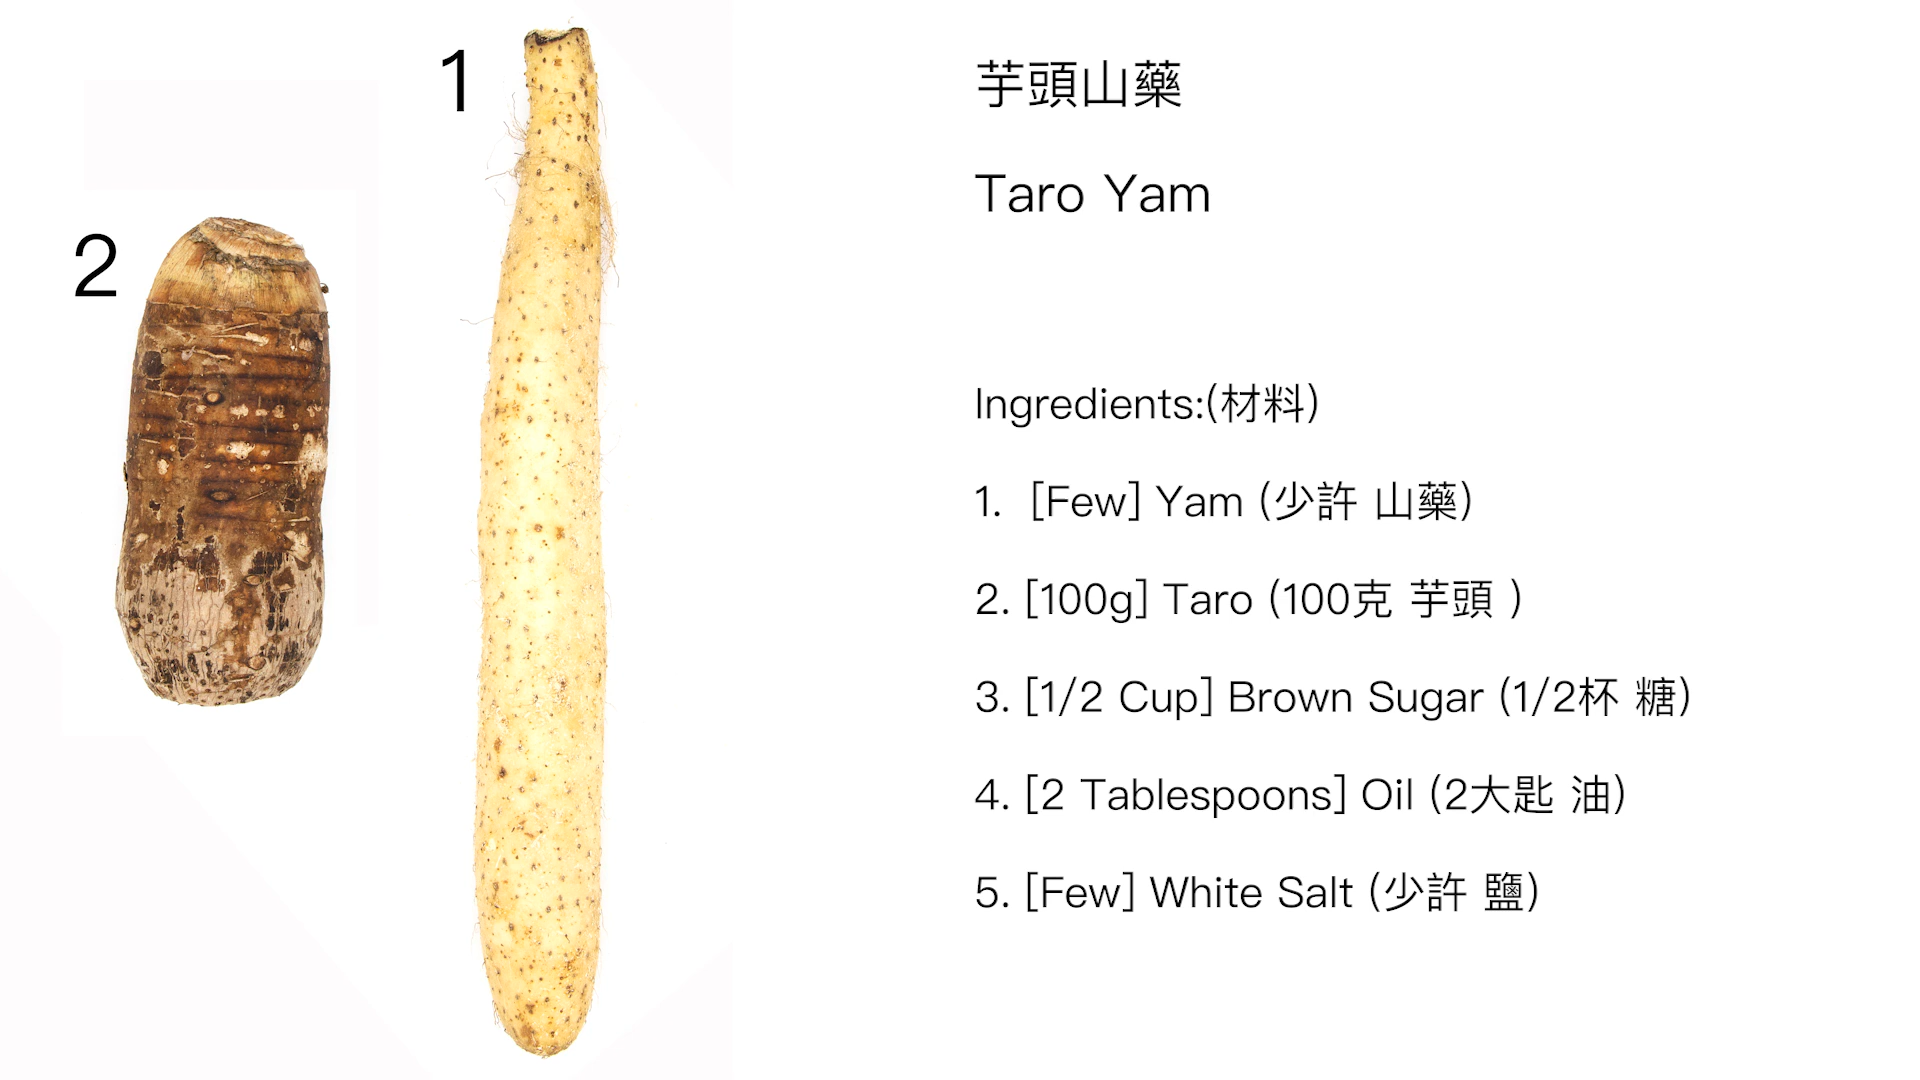 1
2
芋頭山藥
Taro Yam
Ingredients:(材料)
1. [Few] Yam (少許 山藥)
2. [100g] Taro (100克 芋頭 )
3. [1/2 Cup] Brown Sugar (1/2杯 糖)
4. [2 Tablespoons] Oil (2大匙 油)
5. [Few] White Salt (少許 鹽)